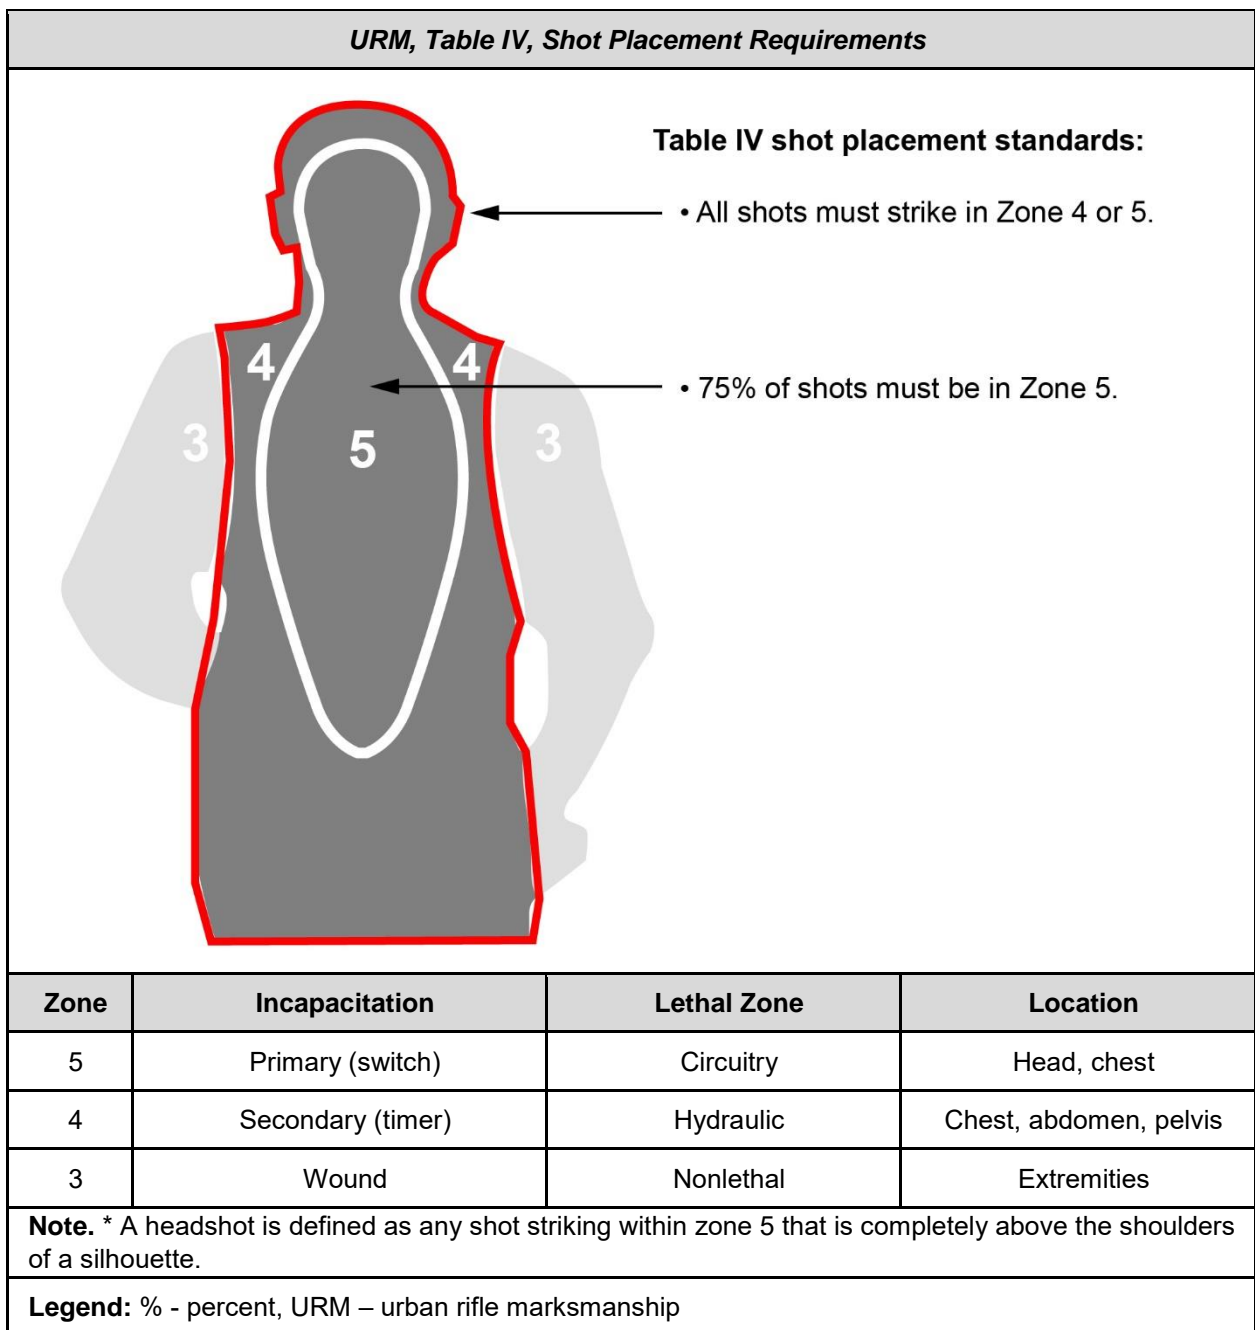 URM, Table IV, Shot Placement Requirements
Table IV shot placement standards:
• All shots must strike in Zone 4 or 5.
4 4
• 75% of shots must be in Zone 5.
3 5 3
Zone Incapacitation Lethal Zone Location
5 Primary (switch) Circuitry Head, chest
4 Secondary (timer) Hydraulic Chest, abdomen, pelvis
3 Wound Nonlethal Extremities
Note. * A headshot is defined as any shot striking within zone 5 that is completely above the shoulders
of a silhouette.
Legend: % - percent, URM – urban rifle marksmanship